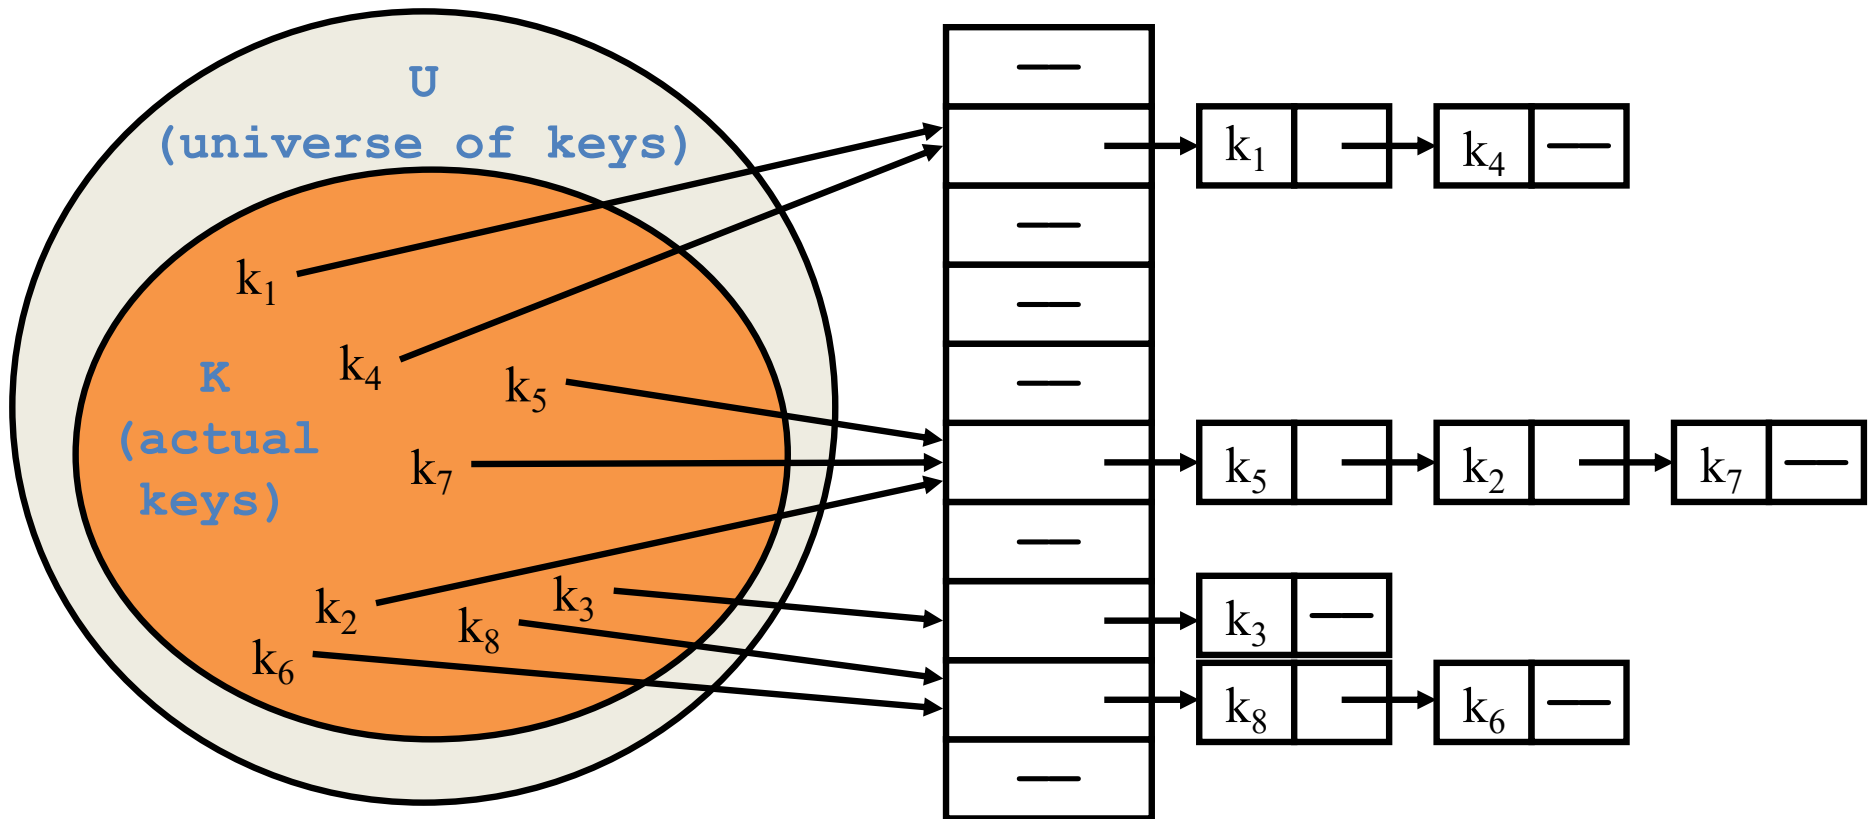 U
(universe of keys)
k₁
k₄
K
(actual
keys)
k₅
k₇
k₂
k₃
k₈
k₆
—
k₁ k₄ —
—
—
—
k₅ k₂ k₇ —
—
k₃ —
k₈ k₆ —
—